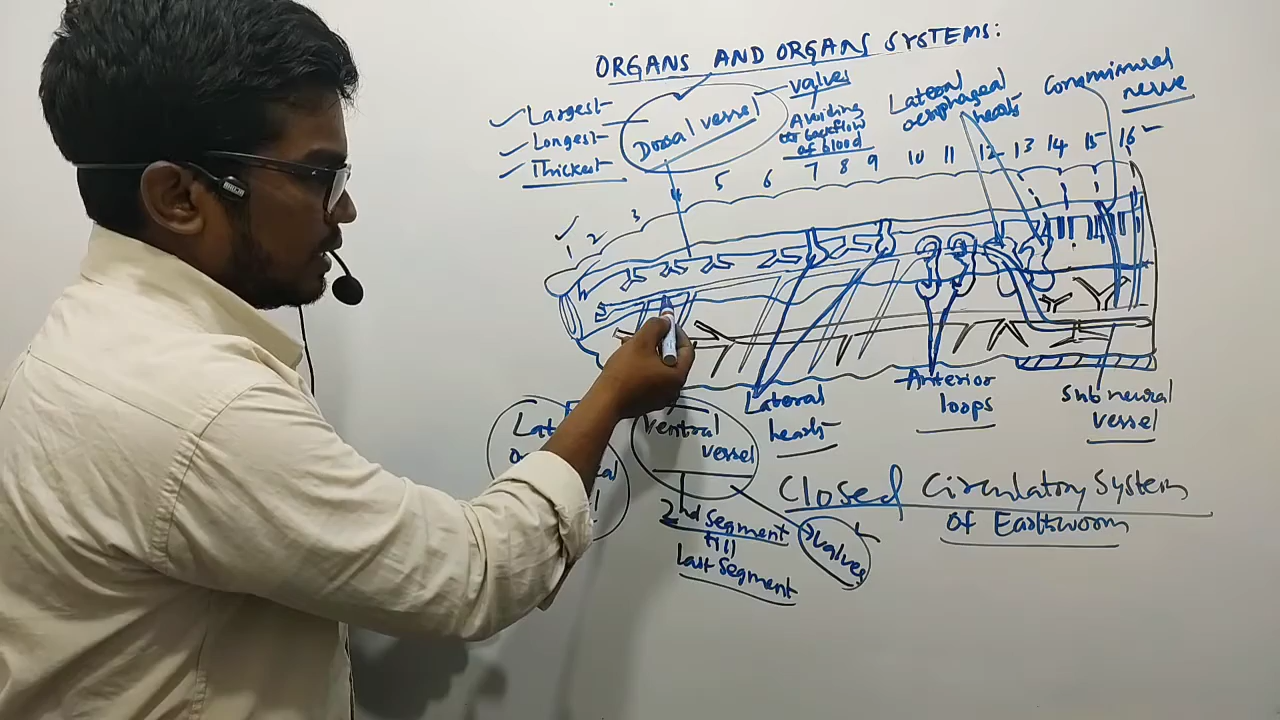 ORGANS AND ORGANS SYSTEMS:
Largest
Longest
Thickest
Dorsal vessel
valves
Avoiding
backflow
of blood
Lateral
oesphageal
hearts
Commissural
nerve
1 2 3 4 5 6 7 8 9 10 11 12 13 14 15 16
Lateral
hearts
Anterior
loops
Subneural
vessel
Ventral
vessel
2nd segment
till
Last segment
valves
Closed Circulatory System
of Earthworm